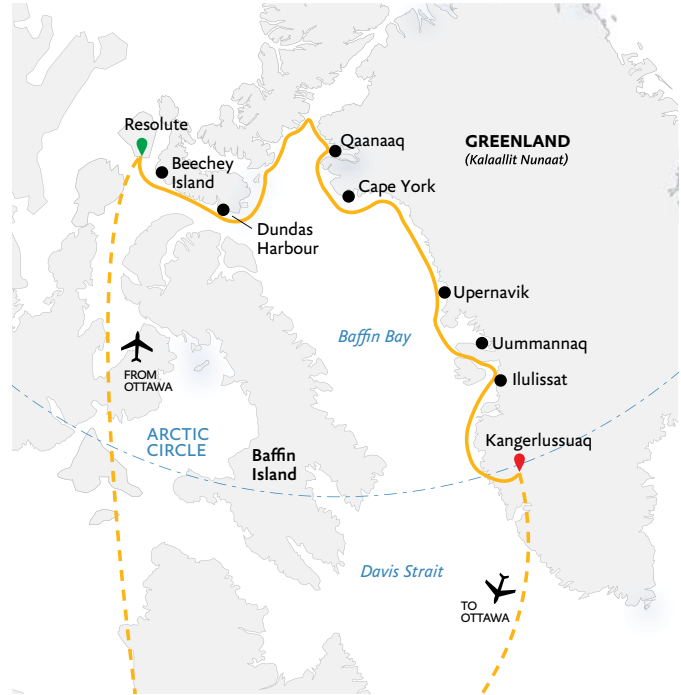 Resolute
Qaanaaq
GREENLAND
(Kalaallit Nunaat)
Beechey
Island
Cape York
Dundas
Harbour
Upernavik
Baffin Bay
Uummannaq
FROM
OTTAWA
Ilulissat
ARCTIC
CIRCLE
Kangerlussuaq
Baffin
Island
Davis Strait
TO
OTTAWA